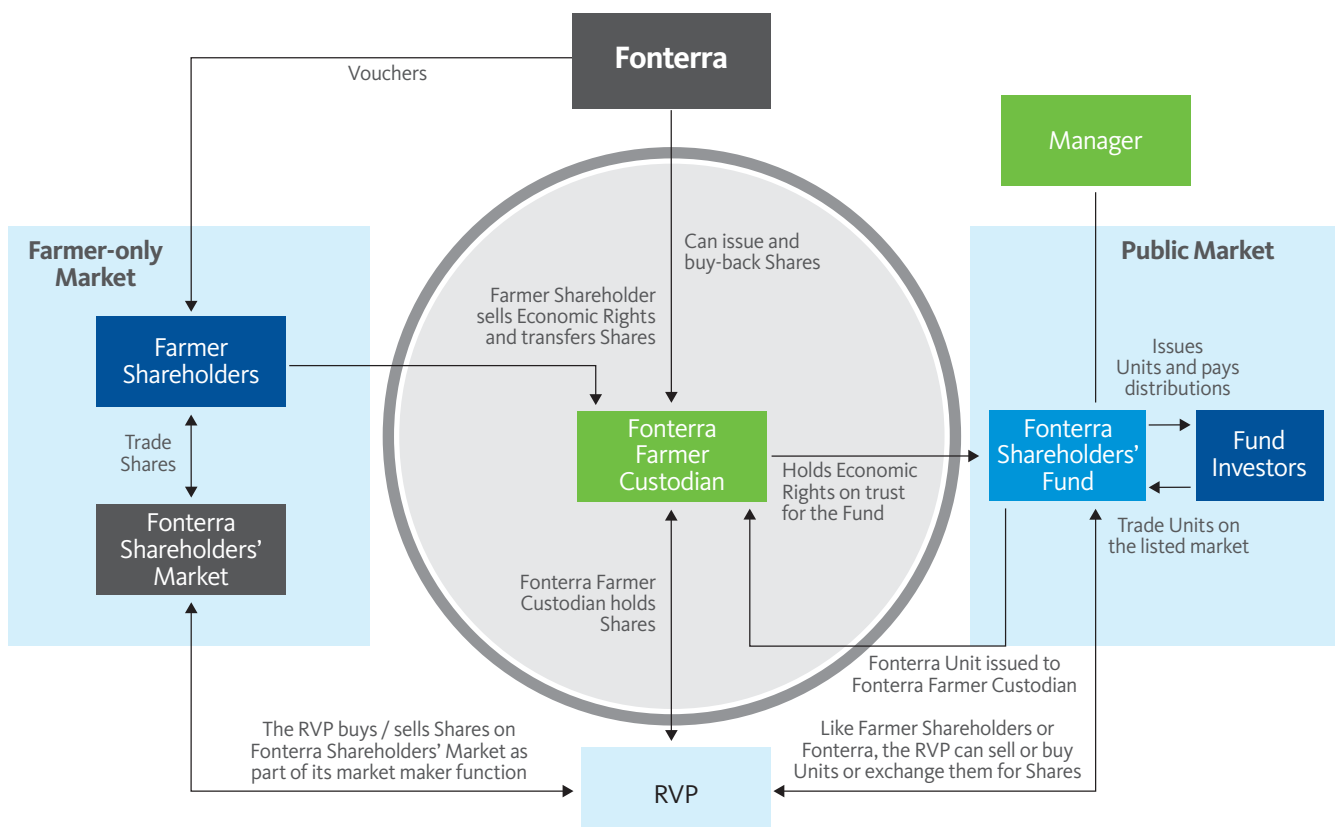 Fonterra
Vouchers
Manager
Farmer-only
Market
Can issue and
buy-back Shares
Public Market
Farmer Shareholder
sells Economic Rights
and transfers Shares
Farmer
Shareholders
Issues
Units and pays
distributions
Trade
Shares
Fonterra
Farmer
Custodian
Holds Economic
Rights on trust
for the Fund
Fonterra
Shareholders'
Fund
Fund
Investors
Fonterra
Shareholders'
Market
Trade Units on
the listed market
Fonterra Farmer
Custodian holds
Shares
Fonterra Unit issued to
Fonterra Farmer Custodian
The RVP buys / sells Shares on
Fonterra Shareholders' Market as
part of its market maker function
RVP
Like Farmer Shareholders or
Fonterra, the RVP can sell or buy
Units or exchange them for Shares